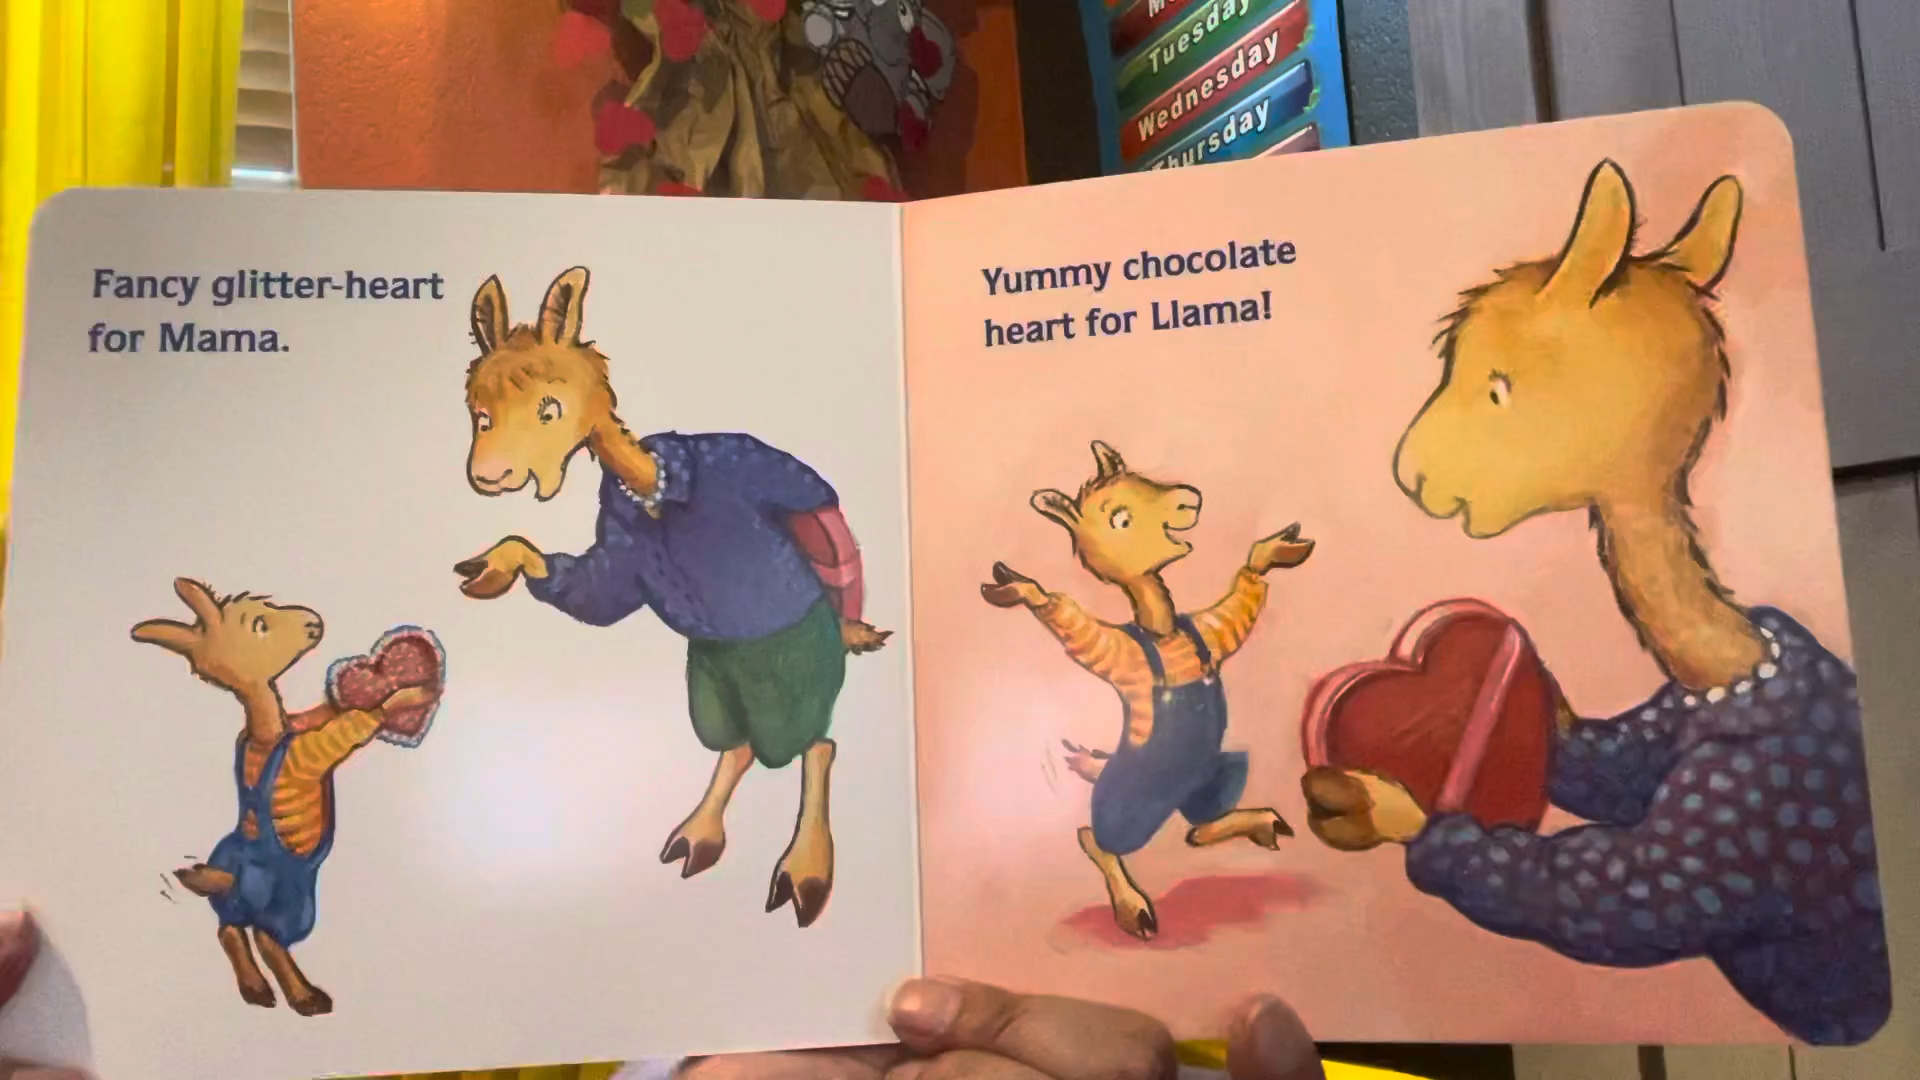 Tuesday
Wednesday
Thursday
Fancy glitter-heart
for Mama.
Yummy chocolate
heart for Llama!